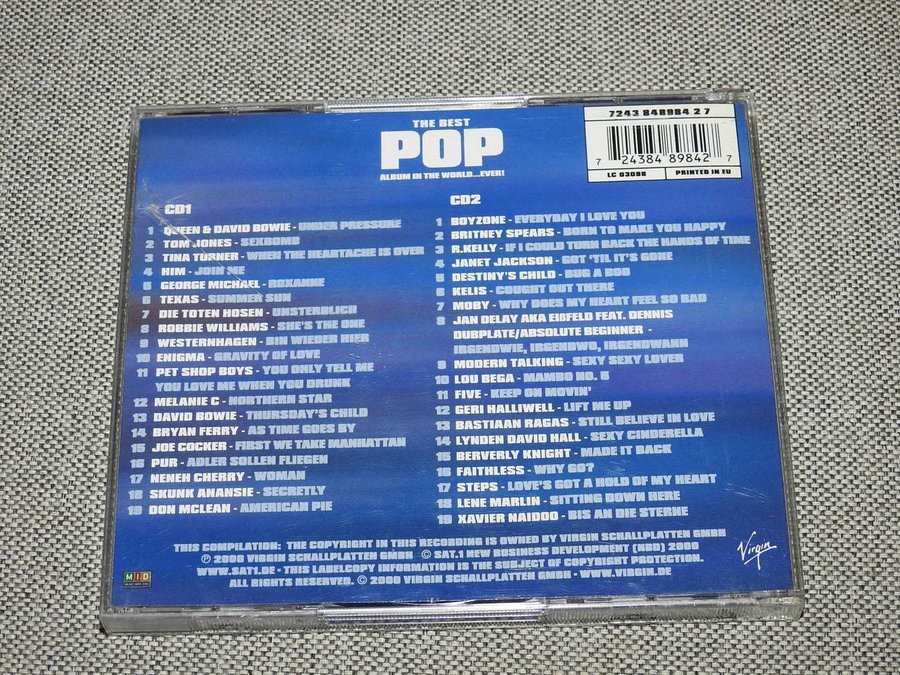 THE BEST
POP
ALBUM IN THE WORLD...EVER!
7243 848984 2 7
7 24384 89842 7
LC 03098
PRINTED IN EU
CD1
1 QUEEN & DAVID BOWIE - UNDER PRESSURE
2 TOM JONES - SEXBOMB
3 TINA TURNER - WHEN THE HEARTACHE IS OVER
4 HIM - JOIN ME
5 GEORGE MICHAEL - ROXANNE
6 TEXAS - SUMMER SUN
7 DIE TOTEN HOSEN - UNSTERBLICH
8 ROBBIE WILLIAMS - SHE'S THE ONE
9 WESTERNHAGEN - BIN WIEDER HIER
10 ENIGMA - GRAVITY OF LOVE
11 PET SHOP BOYS - YOU ONLY TELL ME
YOU LOVE ME WHEN YOU DRUNK
12 MELANIE C - NORTHERN STAR
13 DAVID BOWIE - THURSDAY'S CHILD
14 BRYAN FERRY - AS TIME GOES BY
15 JOE COCKER - FIRST WE TAKE MANHATTAN
16 PUR - ADLER SOLLEN FLIEGEN
17 NENEH CHERRY - WOMAN
18 SKUNK ANANSIE - SECRETLY
19 DON MCLEAN - AMERICAN PIE
CD2
1 BOYZONE - EVERYDAY I LOVE YOU
2 BRITNEY SPEARS - BORN TO MAKE YOU HAPPY
3 R.KELLY - IF I COULD TURN BACK THE HANDS OF TIME
4 JANET JACKSON - GOT 'TIL IT'S GONE
5 DESTINY'S CHILD - BUG A BOO
6 KELIS - COUGHT OUT THERE
7 MOBY - WHY DOES MY HEART FEEL SO BAD
8 JAN DELAY AKA EIßFELD FEAT. DENNIS
DUBPLATE/ABSOLUTE BEGINNER -
IRGENDWIE, IRGENDWO, IRGENDWANN
9 MODERN TALKING - SEXY SEXY LOVER
10 LOU BEGA - MAMBO NO. 5
11 FIVE - KEEP ON MOVIN'
12 GERI HALLIWELL - LIFT ME UP
13 BASTIAAN RAGAS - STILL BELIEVE IN LOVE
14 LYNDEN DAVID HALL - SEXY CINDERELLA
15 BERVERLY KNIGHT - MADE IT BACK
16 FAITHLESS - WHY GO?
17 STEPS - LOVE'S GOT A HOLD OF MY HEART
18 LENE MARLIN - SITTING DOWN HERE
19 XAVIER NAIDOO - BIS AN DIE STERNE
THIS COMPILATION: THE COPYRIGHT IN THIS RECORDING IS OWNED BY VIRGIN SCHALLPLATTEN GMBH
℗ 2000 VIRGIN SCHALLPLATTEN GMBH © SAT.1 NEW BUSINESS DEVELOPMENT (NBD) 2000
WWW.SAT1.DE - THIS LABELCOPY INFORMATION IS THE SUBJECT OF COPYRIGHT PROTECTION.
ALL RIGHTS RESERVED. © 2000 VIRGIN SCHALLPLATTEN GMBH - WWW.VIRGIN.DE
Virgin
MID